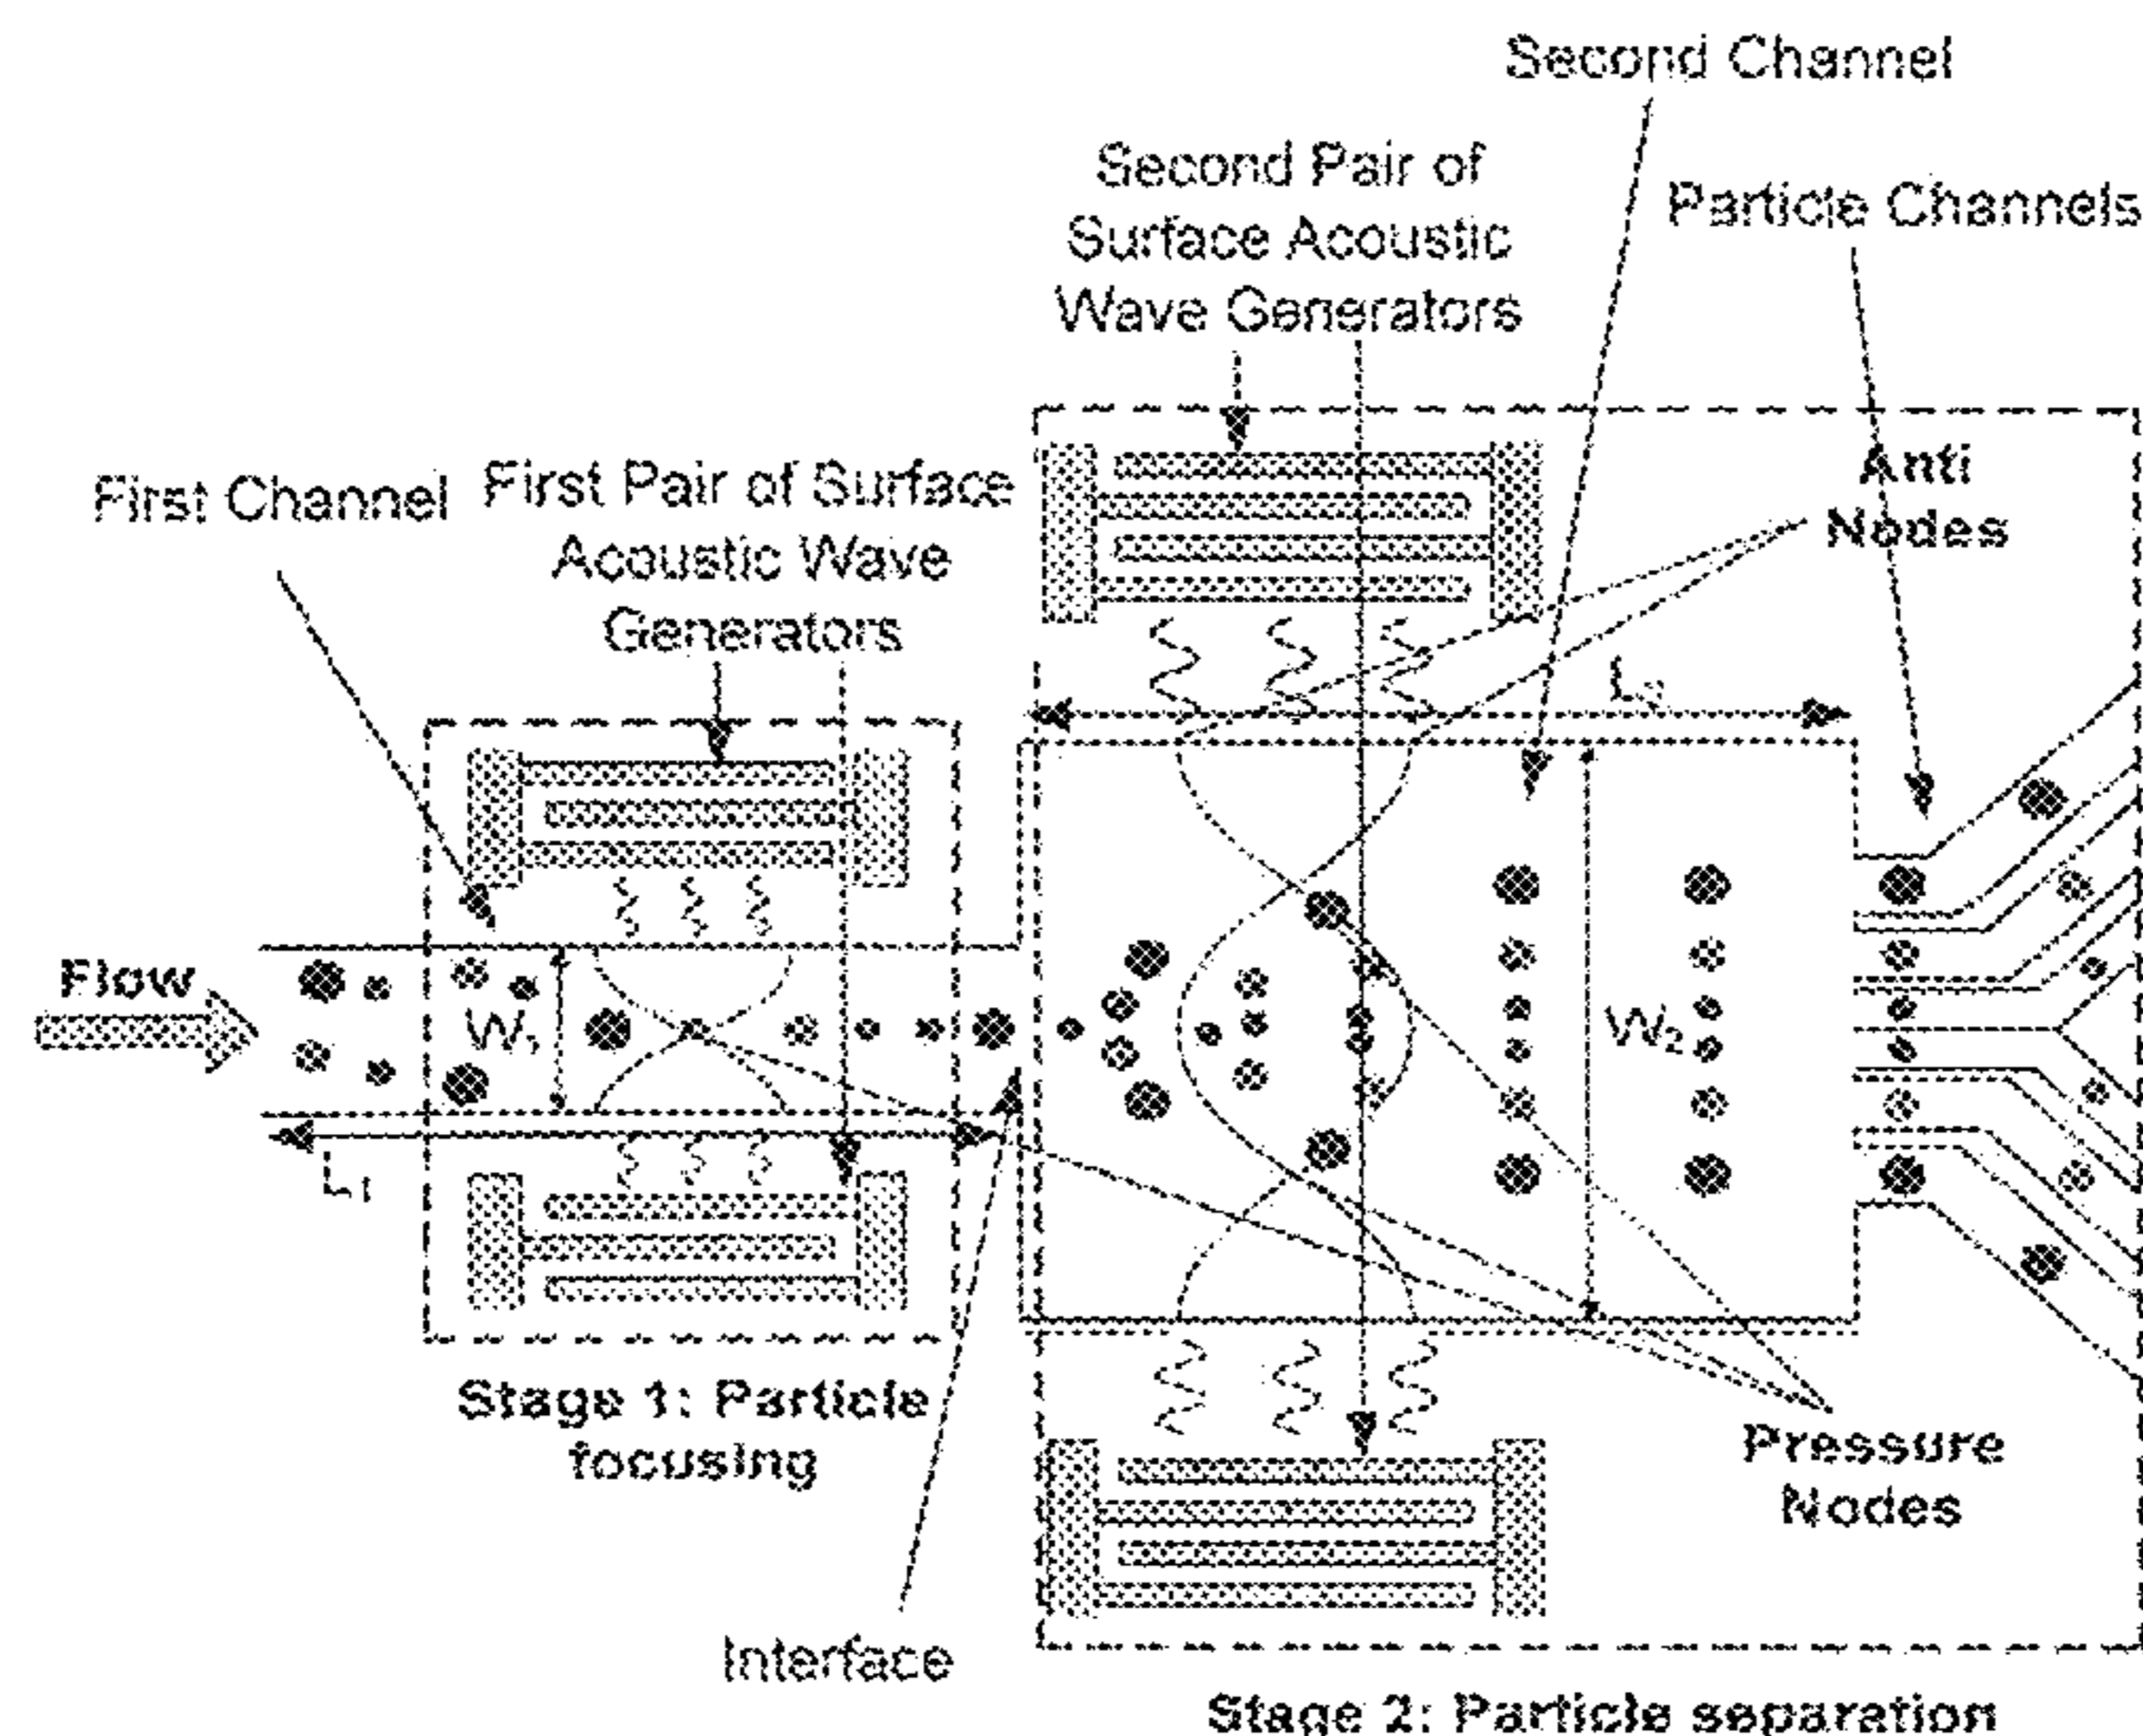 Second Channel
Second Pair of
Surface Acoustic
Wave Generators
Particle Channels
Anti
Nodes
First Channel
First Pair of Surface
Acoustic Wave
Generators
L₂
Flow
W₁
W₂
L₁
Stage 1: Particle
focusing
Pressure
Nodes
Interface
Stage 2: Particle separation